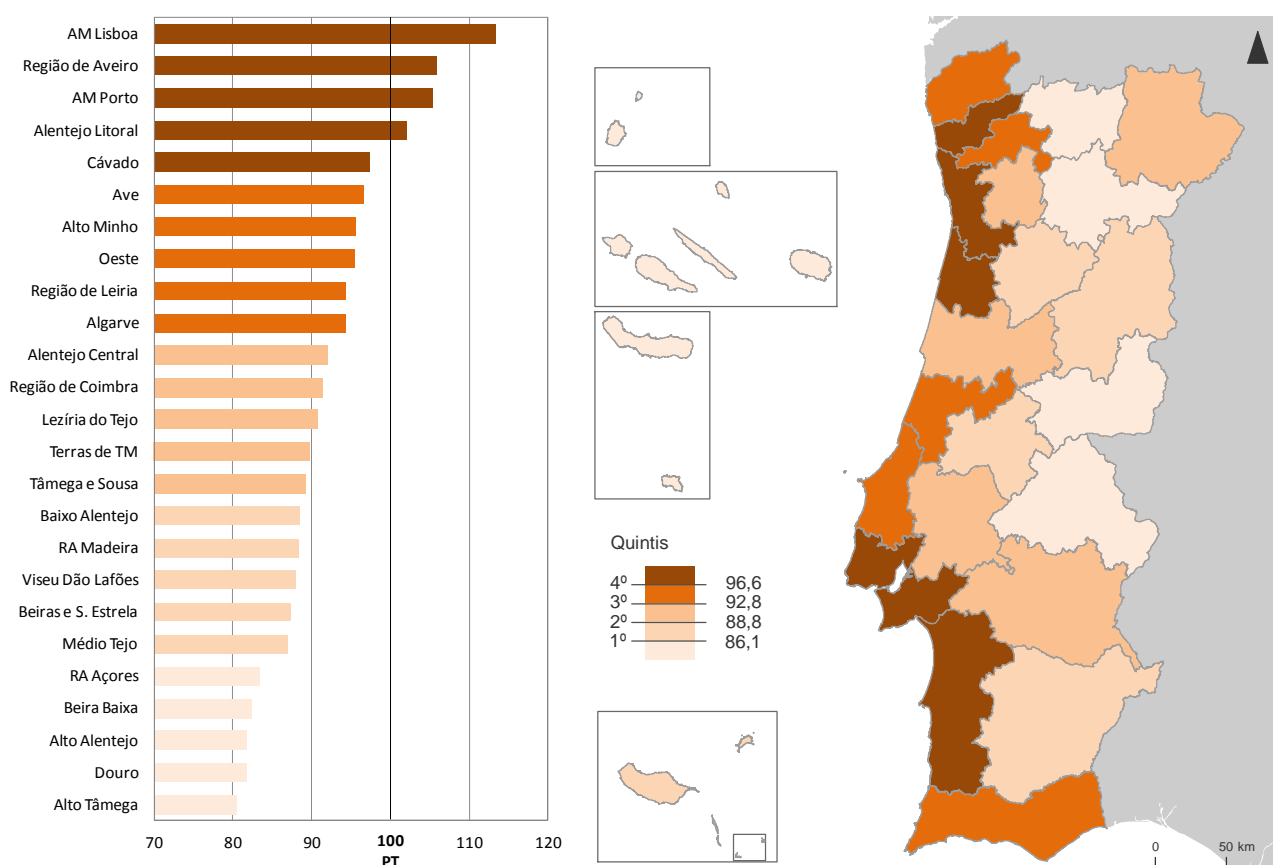 AM Lisboa
Região de Aveiro
AM Porto
Alentejo Litoral
Cávado
Ave
Alto Minho
Oeste
Região de Leiria
Algarve
Alentejo Central
Região de Coimbra
Lezíria do Tejo
Terras de TM
Tâmega e Sousa
Baixo Alentejo
RA Madeira
Viseu Dão Lafões
Beiras e S. Estrela
Médio Tejo
RA Açores
Beira Baixa
Alto Alentejo
Douro
Alto Tâmega
70 80 90 100 110 120
PT
Quintis
4º 96,6
3º 92,8
2º 88,8
1º 86,1
0 50 km